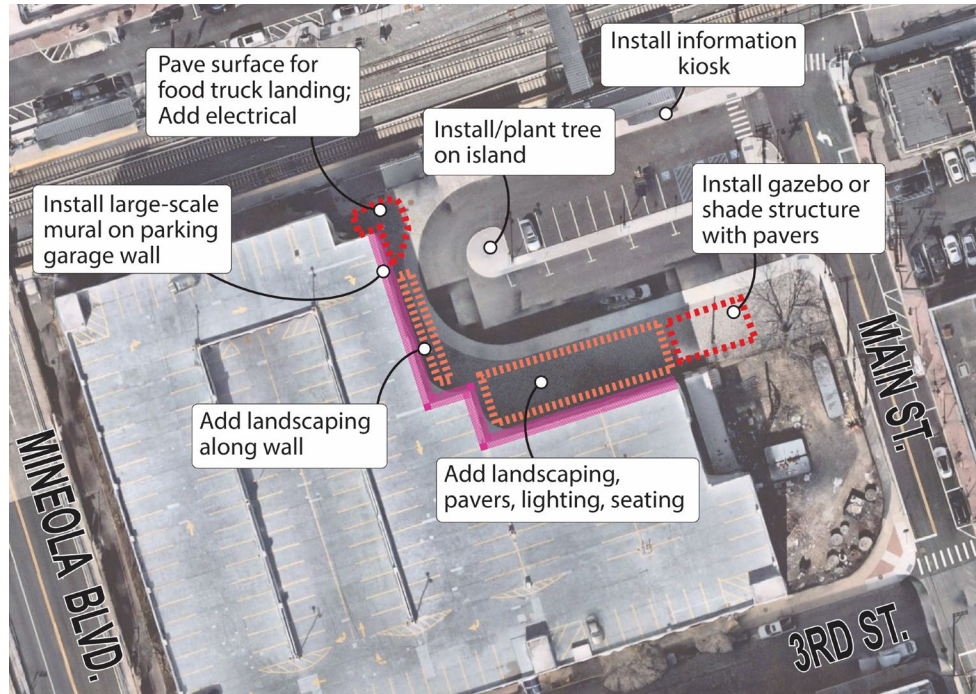 Install information
kiosk
Pave surface for
food truck landing;
Add electrical
Install/plant tree
on island
Install gazebo or
shade structure
with pavers
Install large-scale
mural on parking
garage wall
MAIN ST.
Add landscaping
along wall
Add landscaping,
pavers, lighting, seating
MINEOLA BLVD.
3RD ST.